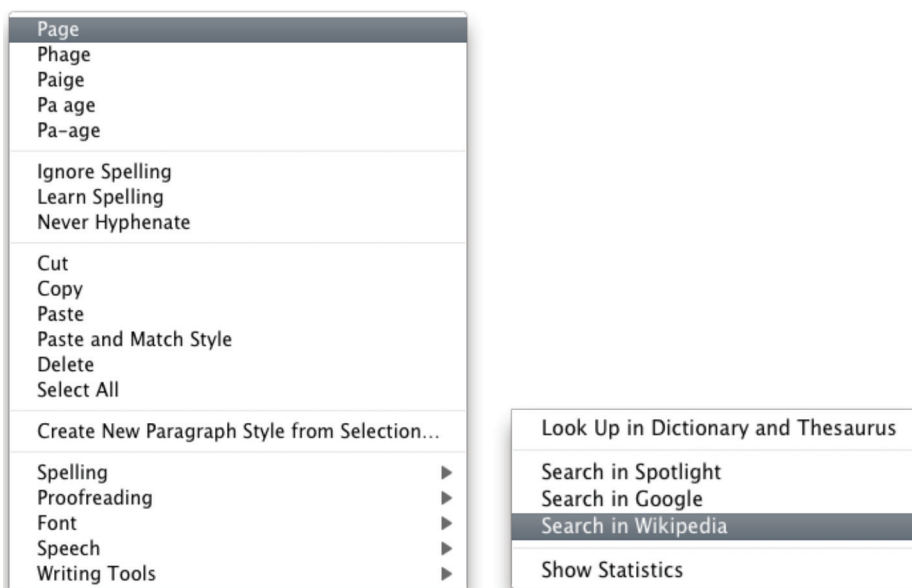 Page
Phage
Paige
Pa age
Pa-age
Ignore Spelling
Learn Spelling
Never Hyphenate
Cut
Copy
Paste
Paste and Match Style
Delete
Select All
Create New Paragraph Style from Selection...
Spelling
Proofreading
Font
Speech
Writing Tools
Look Up in Dictionary and Thesaurus
Search in Spotlight
Search in Google
Search in Wikipedia
Show Statistics